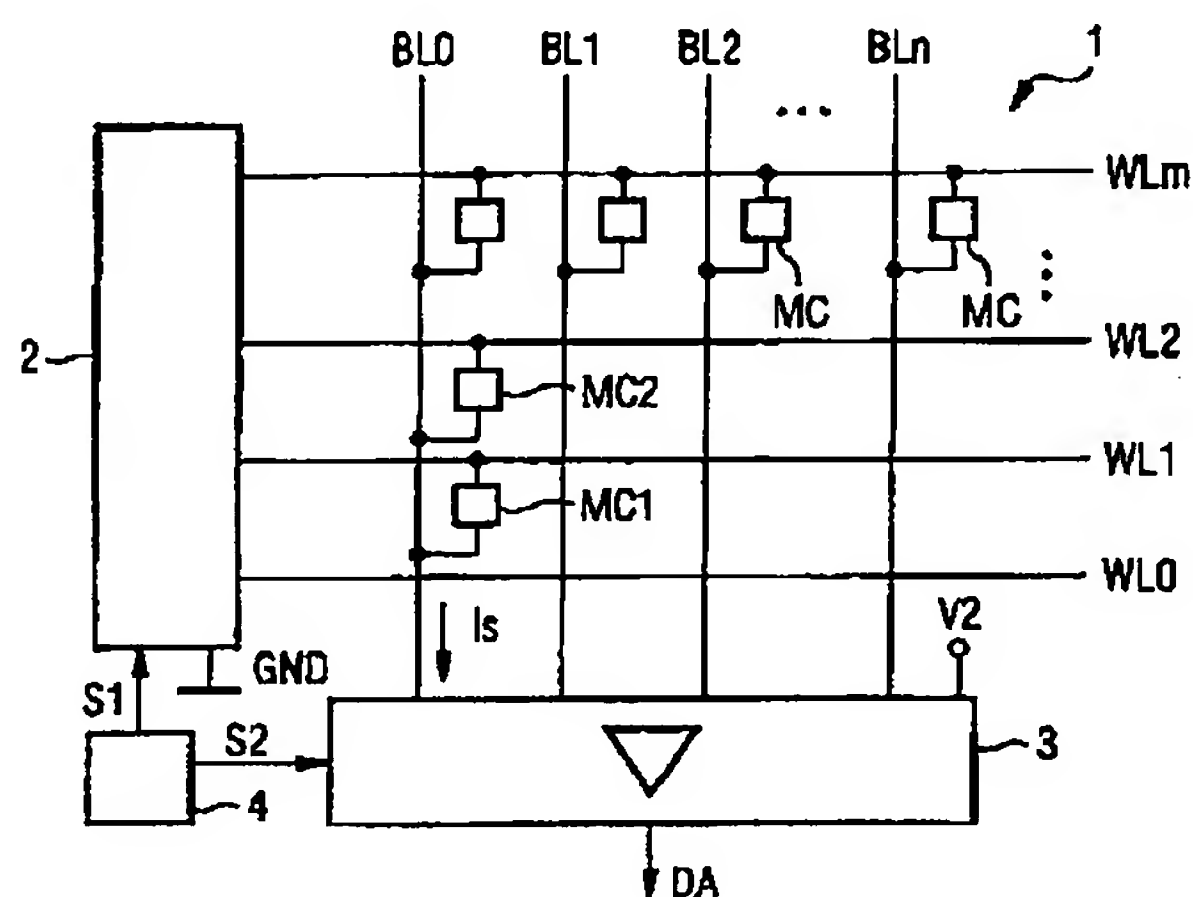 BL0 BL1 BL2 BLn 1
...
WLm
MC MC
2 WL2
MC2
WL1
MC1
WL0
Is V2
GND
S1
S2 3
4
DA